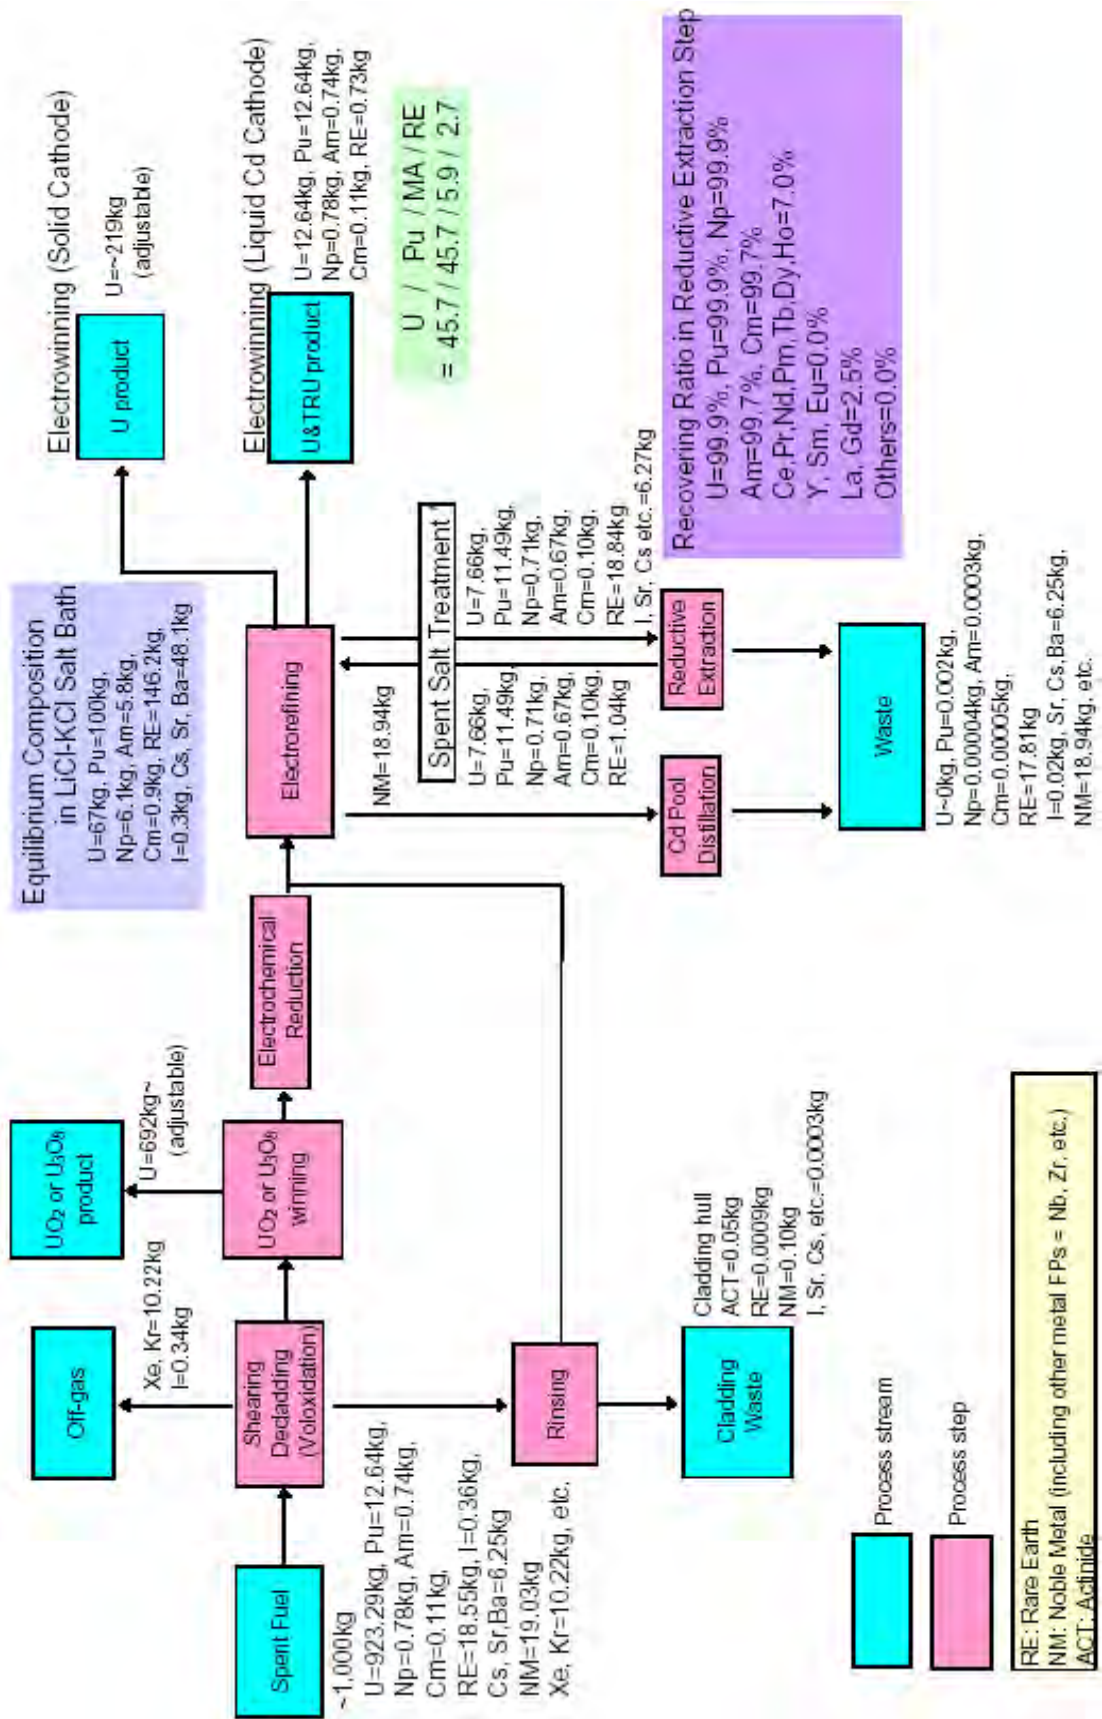 Spent Fuel
~1,000kg
U=923.29kg, Pu=12.64kg,
Np=0.78kg, Am=0.74kg,
Cm=0.11kg,
RE=18.55kg, I=0.36kg,
Cs, Sr,Ba=6.25kg
NM=19.03kg
Xe, Kr=10.22kg, etc.
Off-gas
Xe, Kr=10.22kg
I=0.34kg
Shearing
Decladding
(Voloxidation)
Rinsing
Cladding
Waste
Cladding hull
ACT=0.05kg
RE=0.0009kg
NM=0.10kg
I, Sr, Cs, etc.=0.0003kg
UO₂ or U₃O₈
product
U=692kg~
(adjustable)
UO₂ or U₃O₈
winning
Electrochemical
Reduction
Equilibrium Composition
in LiCl-KCl Salt Bath
U=67kg, Pu=100kg,
Np=6.1kg, Am=5.8kg,
Cm=0.9kg, RE=146.2kg,
I=0.3kg, Cs, Sr, Ba=48.1kg
Electrorefining
Electrowinning (Solid Cathode)
U product
U=~219kg
(adjustable)
Electrowinning (Liquid Cd Cathode)
U&TRU product
U=12.64kg, Pu=12.64kg,
Np=0.78kg, Am=0.74kg,
Cm=0.11kg, RE=0.73kg
U / Pu / MA / RE
= 45.7 / 45.7 / 5.9 / 2.7
NM=18.94kg
Spent Salt Treatment
U=7.66kg,
Pu=11.49kg,
Np=0.71kg,
Am=0.67kg,
Cm=0.10kg,
RE=1.04kg
U=7.66kg,
Pu=11.49kg,
Np=0.71kg,
Am=0.67kg,
Cm=0.10kg,
RE=18.84kg
I, Sr, Cs etc.=6.27kg
Cd Pool
Distillation
Reductive
Extraction
Waste
U~0kg, Pu=0.002kg,
Np=0.00004kg, Am=0.0003kg,
Cm=0.00005kg,
RE=17.81kg
I=0.02kg, Sr, Cs,Ba=6.25kg,
NM=18.94kg, etc.
Recovering Ratio in Reductive Extraction Step
U=99.9%, Pu=99.9%, Np=99.9%
Am=99.7%, Cm=99.7%
Ce,Pr,Nd,Pm,Tb,Dy,Ho=7.0%
Y, Sm, Eu=0.0%
La, Gd=2.5%
Others=0.0%
Process stream
Process step
RE: Rare Earth
NM: Noble Metal (including other metal FPs = Nb, Zr, etc.)
ACT: Actinide